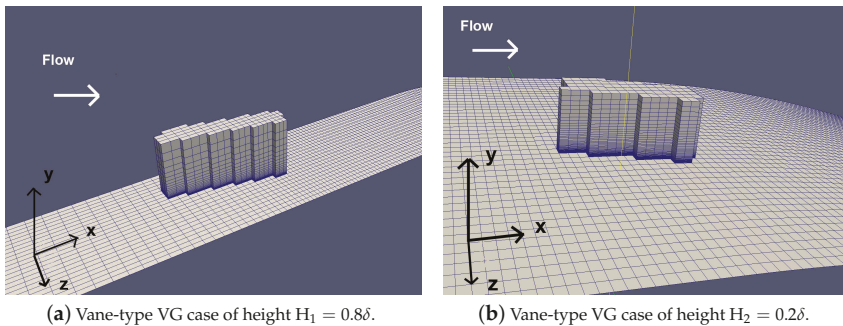 Flow
y
x
z
(a) Vane-type VG case of height H₁ = 0.8δ.
Flow
y
x
z
(b) Vane-type VG case of height H₂ = 0.2δ.